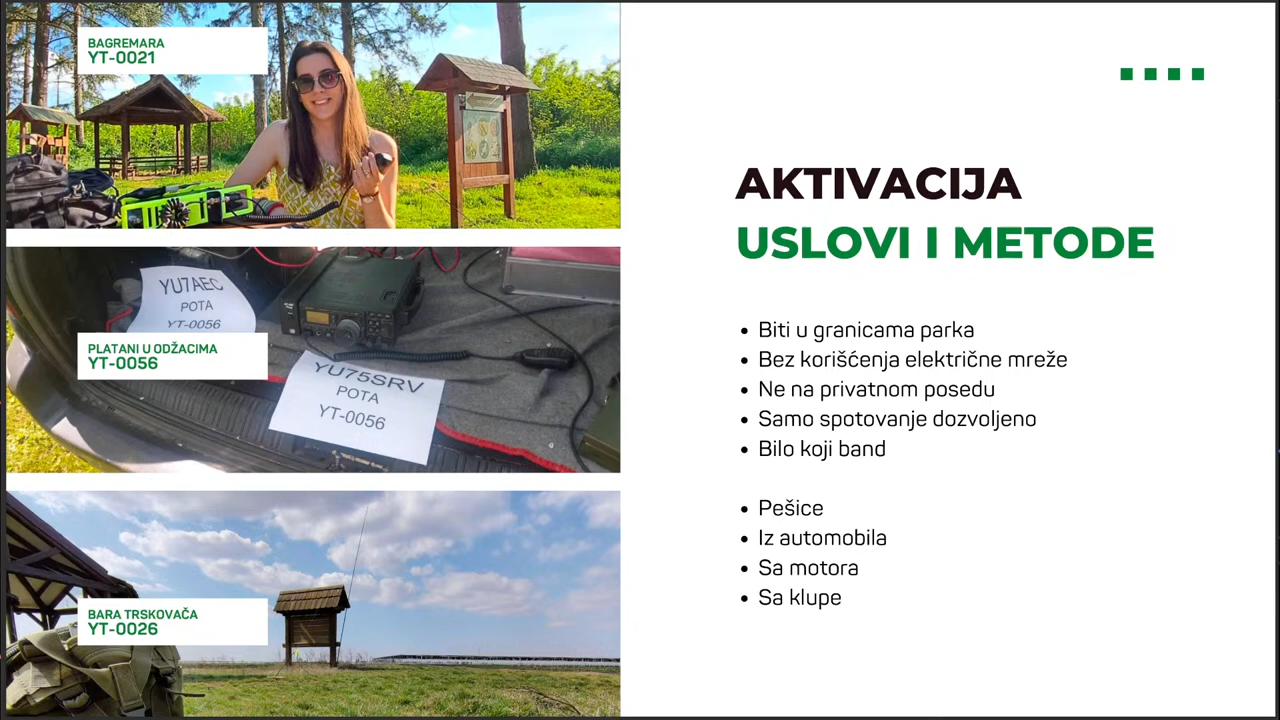 BAGREMARA
YT-0021
YU7AEC
POTA
YT-0056
PLATANI U ODŽACIMA
YT-0056
YU75SRV
POTA
YT-0056
BARA TRSKOVAČA
YT-0026
AKTIVACIJA
USLOVI I METODE
• Biti u granicama parka
• Bez korišćenja električne mreže
• Ne na privatnom posedu
• Samo spotovanje dozvoljeno
• Bilo koji band
• Pešice
• Iz automobila
• Sa motora
• Sa klupe